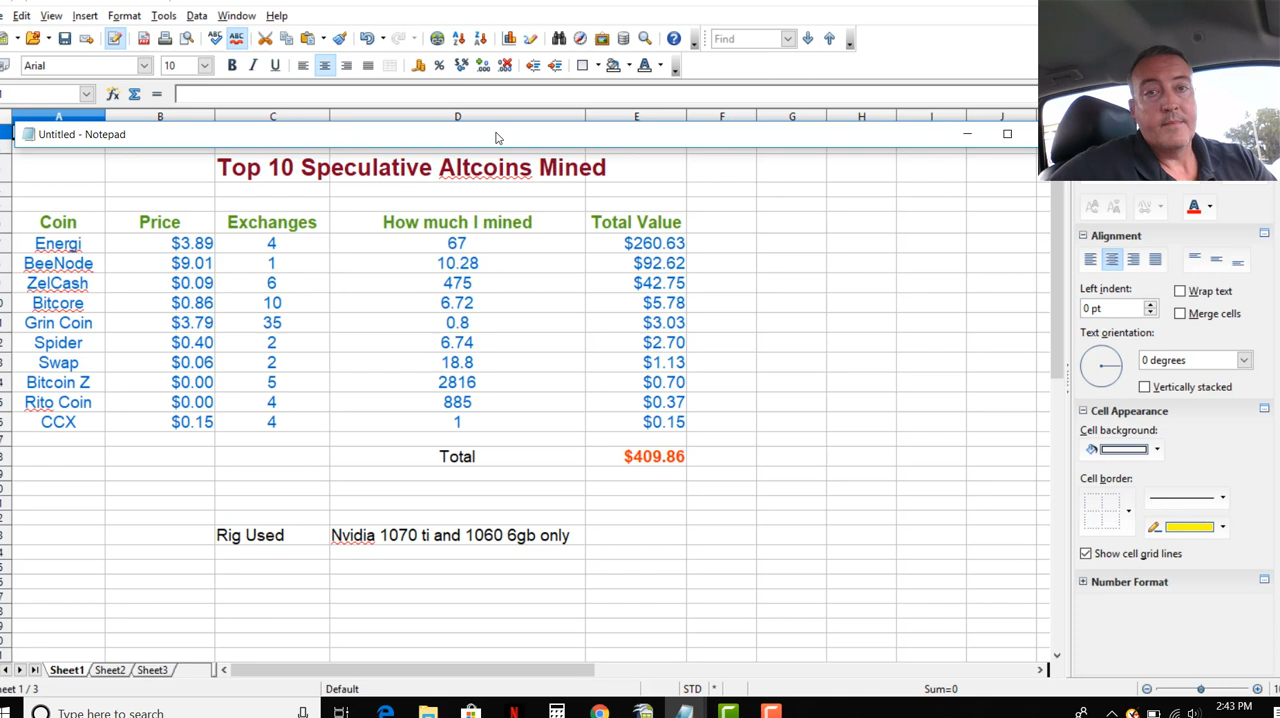 Edit View Insert Format Tools Data Window Help
ABC ABC Find
Arial 10 B I U A
A B C D E F G H I J
Untitled - Notepad
Top 10 Speculative Altcoins Mined
Coin Price Exchanges How much I mined Total Value
Energi $3.89 4 67 $260.63
BeeNode $9.01 1 10.28 $92.62
ZelCash $0.09 6 475 $42.75
Bitcore $0.86 10 6.72 $5.78
Grin Coin $3.79 35 0.8 $3.03
Spider $0.40 2 6.74 $2.70
Swap $0.06 2 18.8 $1.13
Bitcoin Z $0.00 5 2816 $0.70
Rito Coin $0.00 4 885 $0.37
CCX $0.15 4 1 $0.15
Total $409.86
Rig Used Nvidia 1070 ti and 1060 6gb only
Alignment
Left indent:
0 pt
Wrap text
Merge cells
Text orientation:
0 degrees
Vertically stacked
Cell Appearance
Cell background:
Cell border:
Show cell grid lines
Number Format
Sheet1 Sheet2 Sheet3
heet 1 / 3 Default STD * Sum=0
Type here to search 2:43 PM